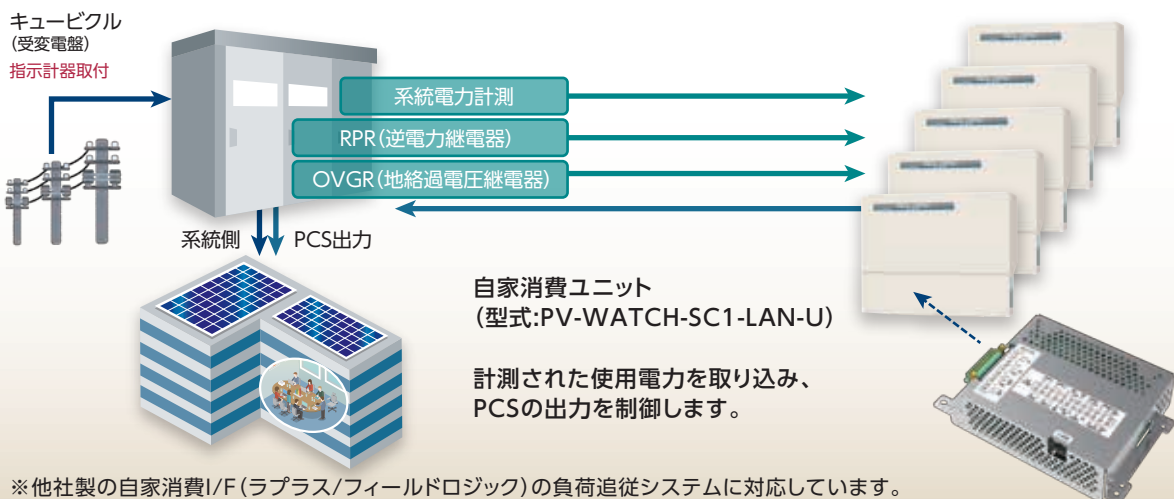 キュービクル
(受変電盤)
指示計器取付
系統電力計測
RPR(逆電力継電器)
OVGR(地絡過電圧継電器)
系統側
PCS出力
自家消費ユニット
(型式:PV-WATCH-SC1-LAN-U)
計測された使用電力を取り込み、
PCSの出力を制御します。
※他社製の自家消費I/F(ラプラス/フィールドロジック)の負荷追従システムに対応しています。